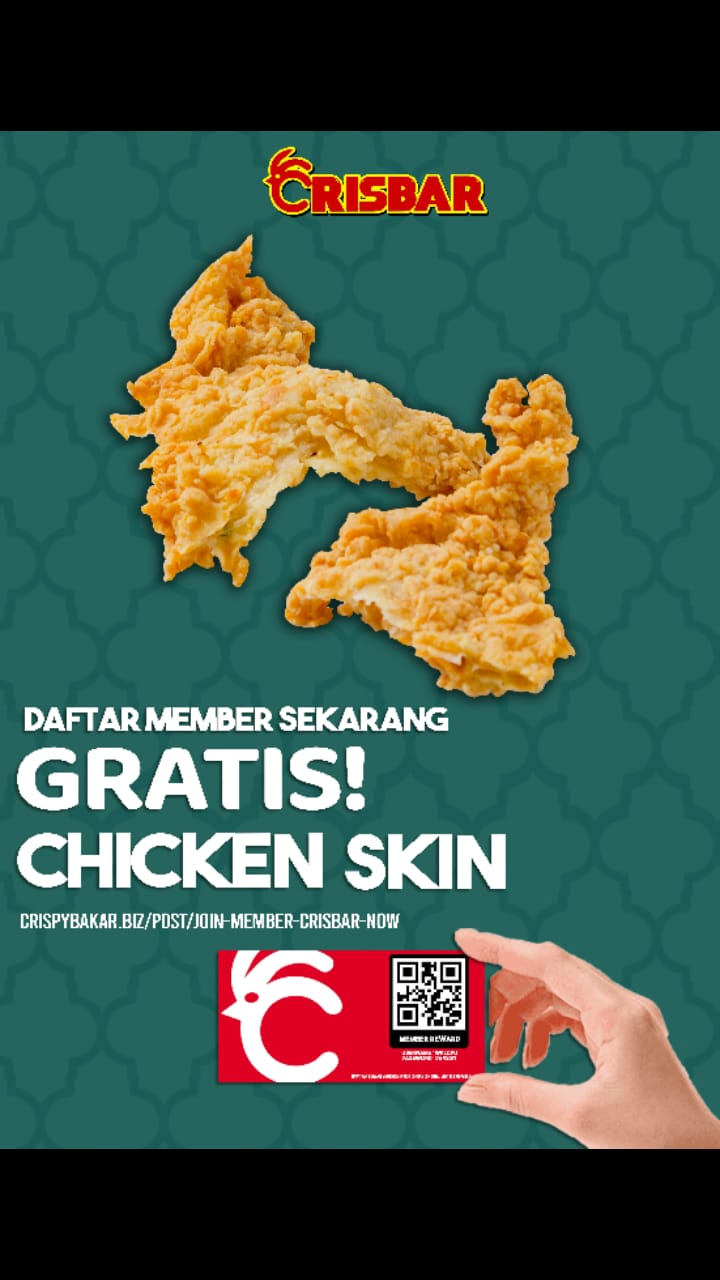 CRISBAR
DAFTAR MEMBER SEKARANG
GRATIS!
CHICKEN SKIN
CRISPYBAKAR.BIZ/POST/JOIN-MEMBER-CRISBAR-NOW
MEMBER REWARD